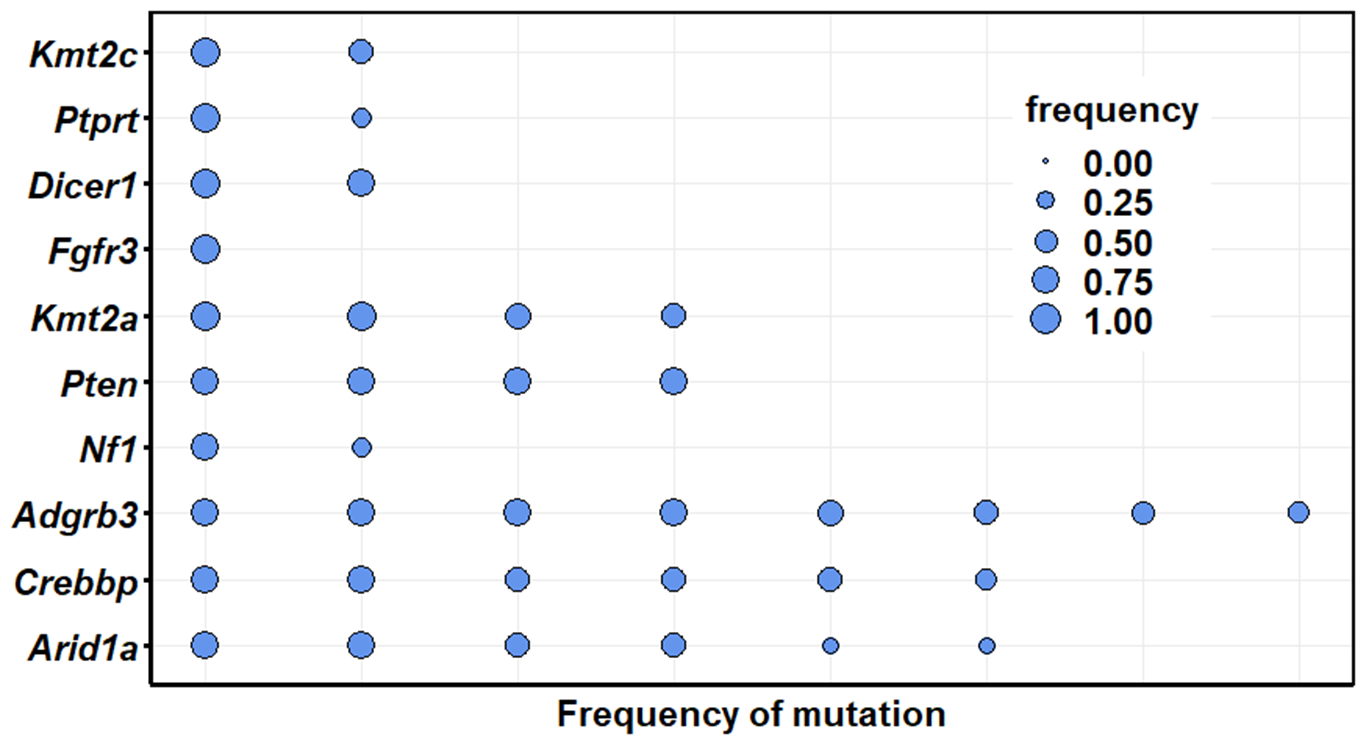 Kmt2c
Ptprt
Dicer1
Fgfr3
Kmt2a
Pten
Nf1
Adgrb3
Crebbp
Arid1a
frequency
0.00
0.25
0.50
0.75
1.00
Frequency of mutation